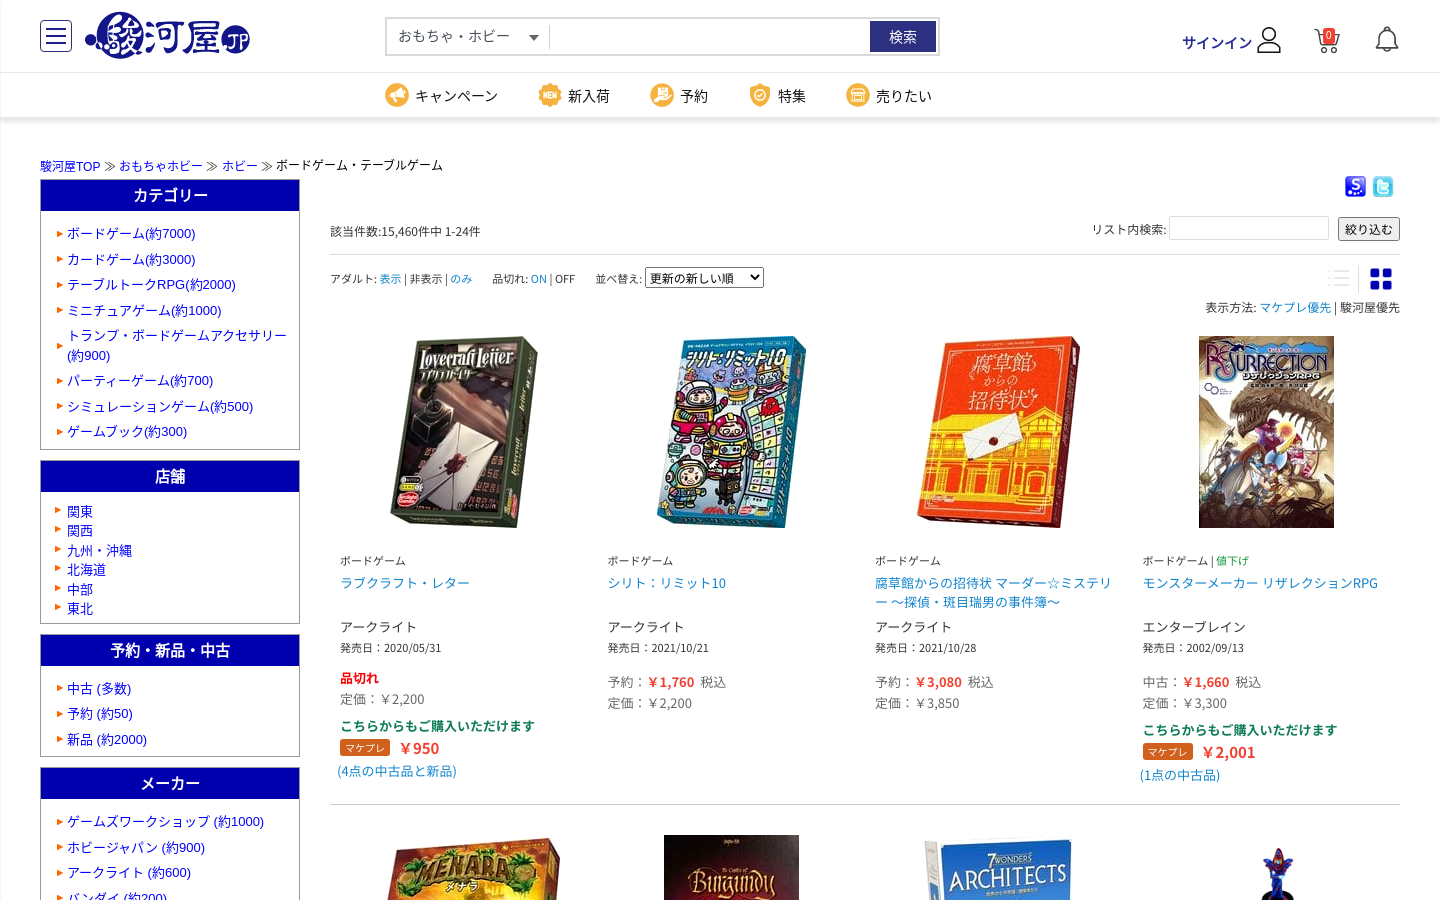 駿河屋JP
おもちゃ・ホビー
検索
サインイン
0
キャンペーン
NEW
新入荷
予約
特集
売りたい
駿河屋TOP ≫ おもちゃホビー ≫ ホビー ≫ ボードゲーム・テーブルゲーム
カテゴリー
ボードゲーム(約7000)
カードゲーム(約3000)
テーブルトークRPG(約2000)
ミニチュアゲーム(約1000)
トランプ・ボードゲームアクセサリー
(約900)
パーティーゲーム(約700)
シミュレーションゲーム(約500)
ゲームブック(約300)
店舗
関東
関西
九州・沖縄
北海道
中部
東北
予約・新品・中古
中古 (多数)
予約 (約50)
新品 (約2000)
メーカー
ゲームズワークショップ (約1000)
ホビージャパン (約900)
アークライト (約600)
バンダイ (約200)
該当件数:15,460件中 1-24件
リスト内検索:
絞り込む
アダルト: 表示 | 非表示 | のみ
品切れ: ON | OFF
並べ替え: 更新の新しい順
表示方法: マケプレ優先 | 駿河屋優先
Lovecraft Letter
ラブクラフト・レター
ボードゲーム
ラブクラフト・レター
アークライト
発売日：2020/05/31
品切れ
定価：￥2,200
こちらからもご購入いただけます
マケプレ ￥950
(4点の中古品と新品)
シリト:リミット10
ボードゲーム
シリト：リミット10
アークライト
発売日：2021/10/21
予約：￥1,760 税込
定価：￥2,200
腐草館
からの
招待状
ボードゲーム
腐草館からの招待状 マーダー☆ミステリ
ー ～探偵・斑目瑞男の事件簿～
アークライト
発売日：2021/10/28
予約：￥3,080 税込
定価：￥3,850
RESURRECTION
リザレクションRPG
ボードゲーム | 値下げ
モンスターメーカー リザレクションRPG
エンターブレイン
発売日：2002/09/13
中古：￥1,660 税込
定価：￥3,300
こちらからもご購入いただけます
マケプレ ￥2,001
(1点の中古品)
MENARA
メナラ
The Castles of
Burgundy
7 WONDERS
ARCHITECTS